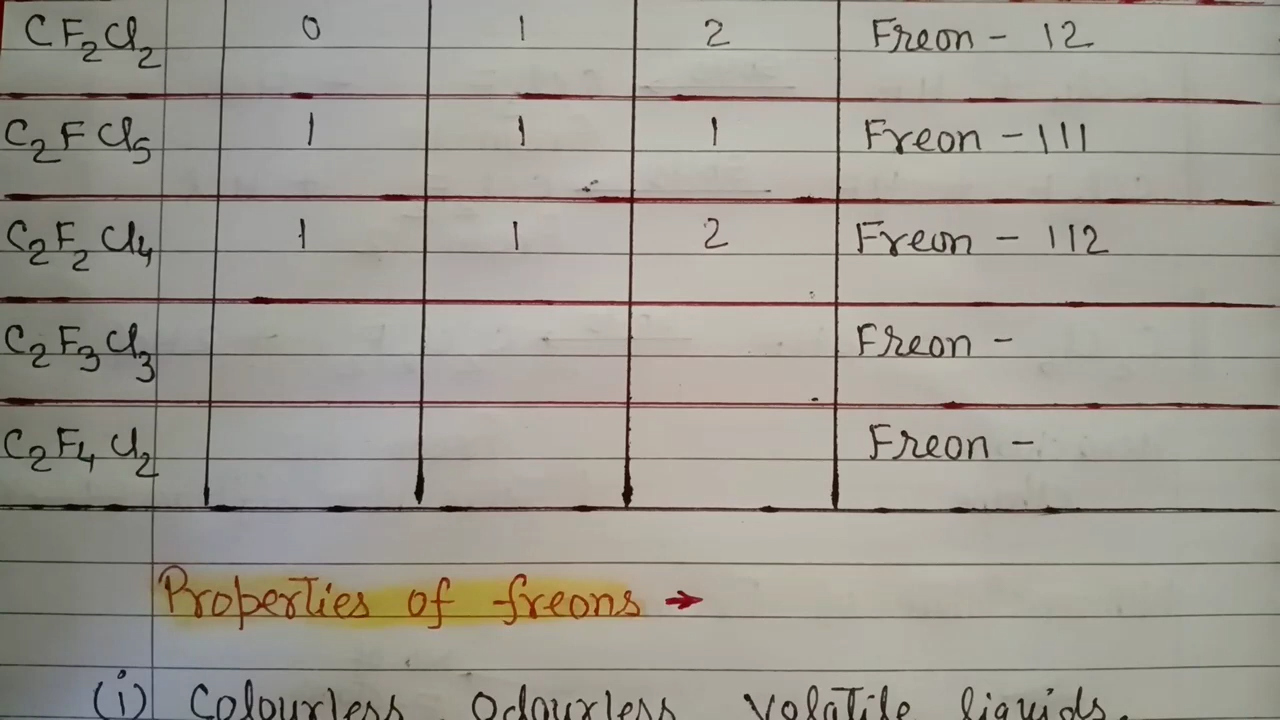 CF₂Cl₂ 0 1 2 Freon - 12
C₂FCl₅ 1 1 1 Freon - 111
C₂F₂Cl₄ 1 1 2 Freon - 112
C₂F₃Cl₃ Freon -
C₂F₄Cl₂ Freon -
Properties of freons →
(i) Colourless, Odourless volatile liquids.